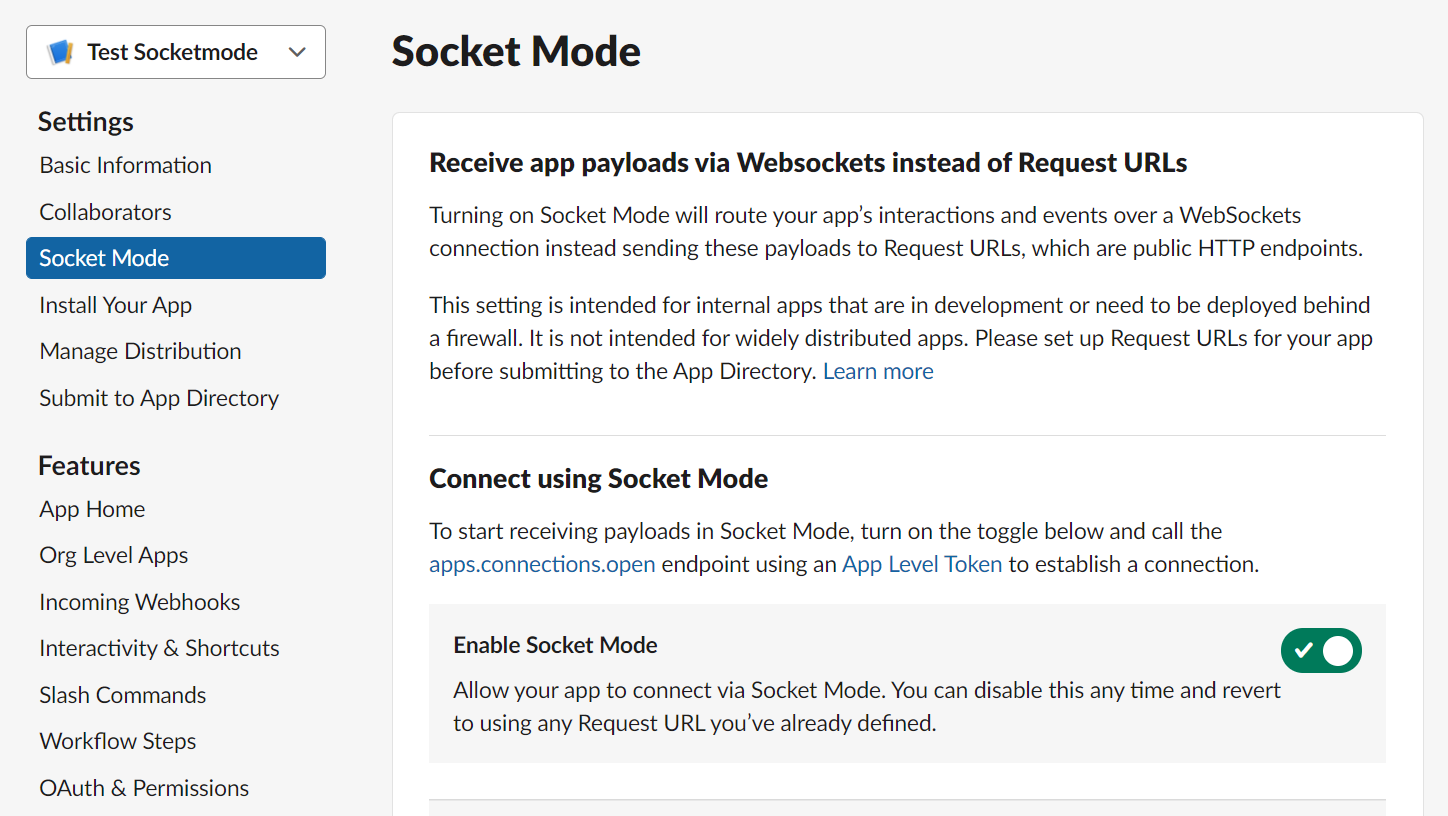 Test Socketmode
Settings
Basic Information
Collaborators
Socket Mode
Install Your App
Manage Distribution
Submit to App Directory
Features
App Home
Org Level Apps
Incoming Webhooks
Interactivity & Shortcuts
Slash Commands
Workflow Steps
OAuth & Permissions
Socket Mode
Receive app payloads via Websockets instead of Request URLs
Turning on Socket Mode will route your app’s interactions and events over a WebSockets
connection instead sending these payloads to Request URLs, which are public HTTP endpoints.
This setting is intended for internal apps that are in development or need to be deployed behind
a firewall. It is not intended for widely distributed apps. Please set up Request URLs for your app
before submitting to the App Directory. Learn more
Connect using Socket Mode
To start receiving payloads in Socket Mode, turn on the toggle below and call the
apps.connections.open endpoint using an App Level Token to establish a connection.
Enable Socket Mode
Allow your app to connect via Socket Mode. You can disable this any time and revert
to using any Request URL you’ve already defined.